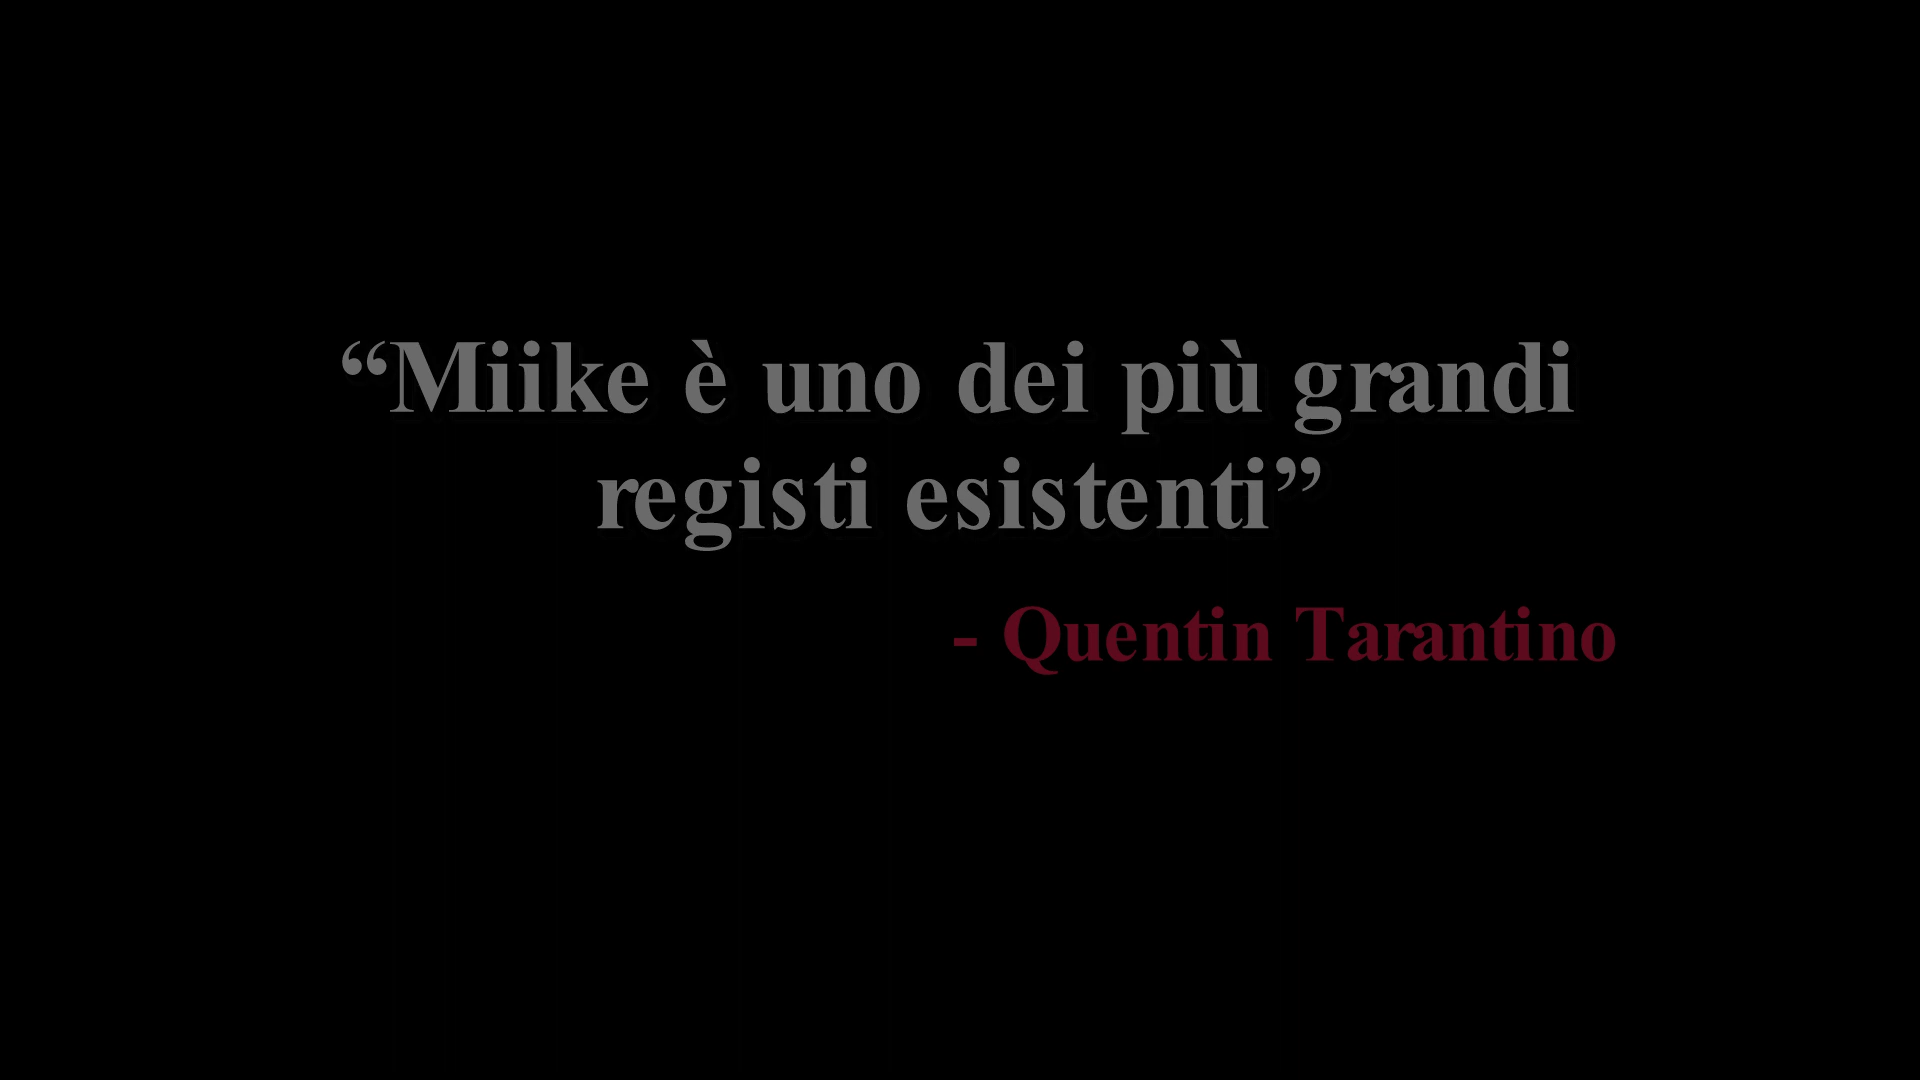 “Miike è uno dei più grandi
registi esistenti”
- Quentin Tarantino